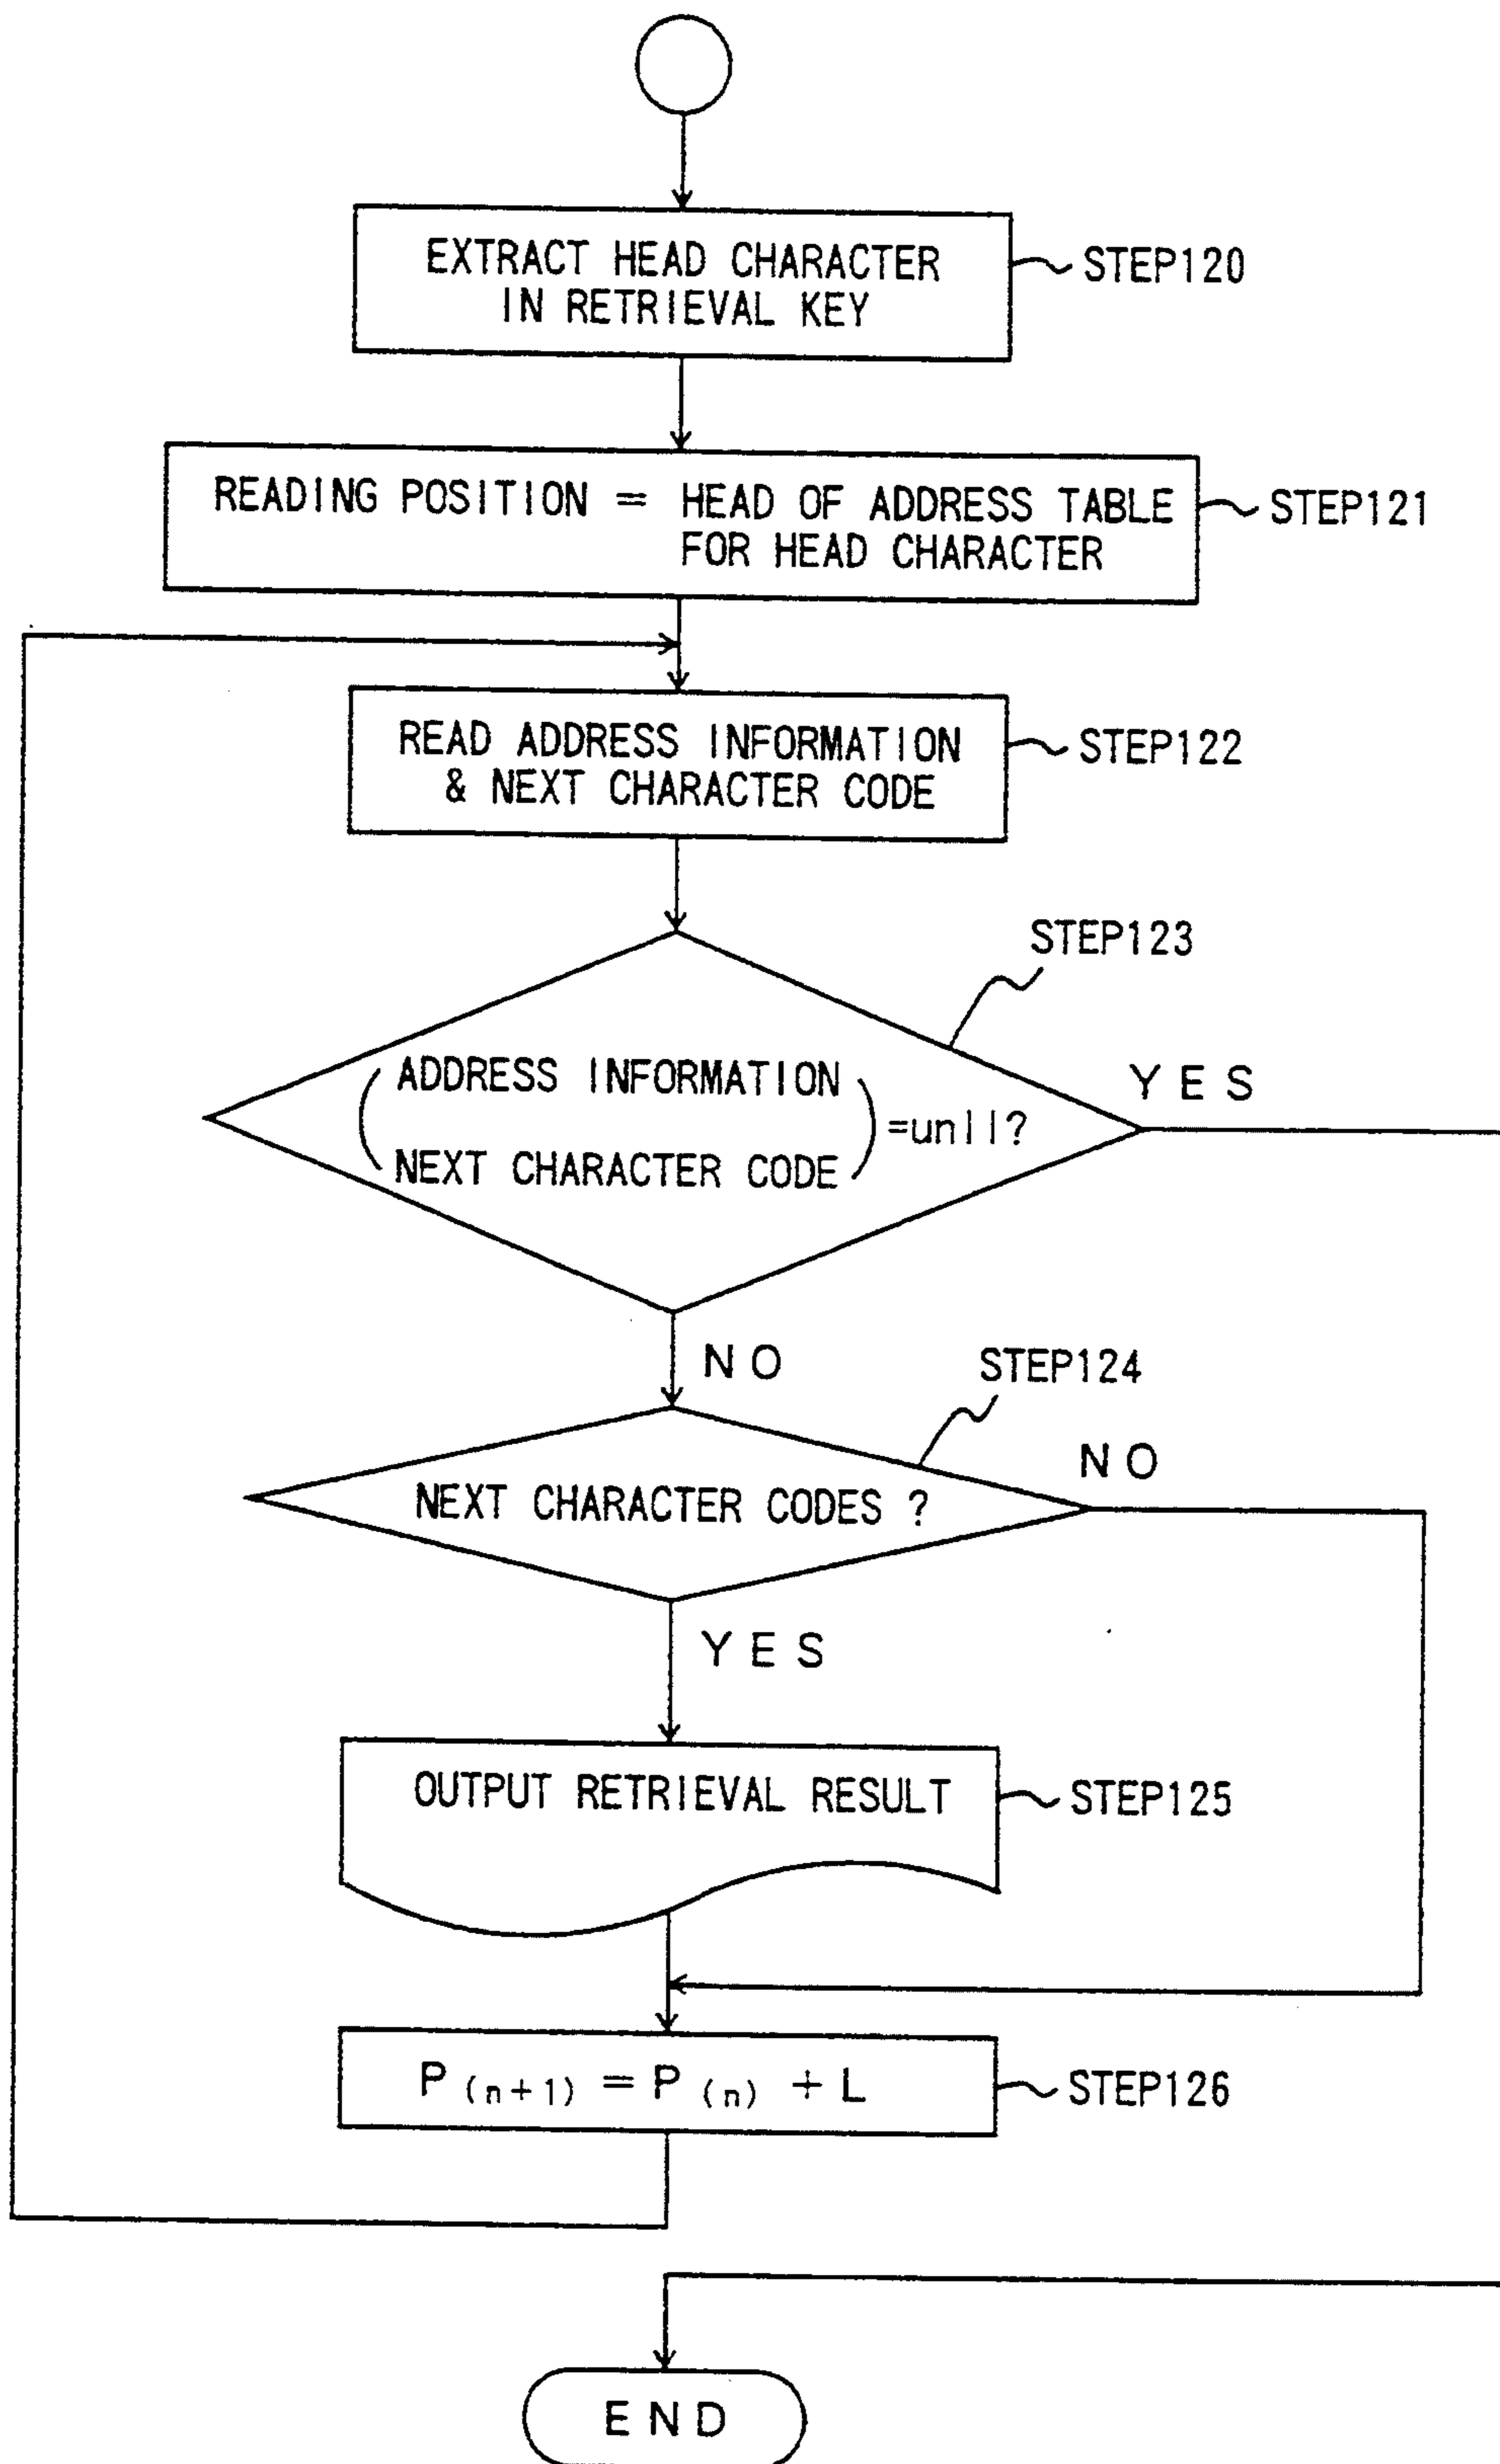 EXTRACT HEAD CHARACTER
IN RETRIEVAL KEY
STEP120
READING POSITION = HEAD OF ADDRESS TABLE
FOR HEAD CHARACTER
STEP121
READ ADDRESS INFORMATION
& NEXT CHARACTER CODE
STEP122
STEP123
ADDRESS INFORMATION
NEXT CHARACTER CODE
=unll?
YES
NO
STEP124
NEXT CHARACTER CODES ?
NO
YES
OUTPUT RETRIEVAL RESULT
STEP125
P(n+1) = P(n) + L
STEP126
END